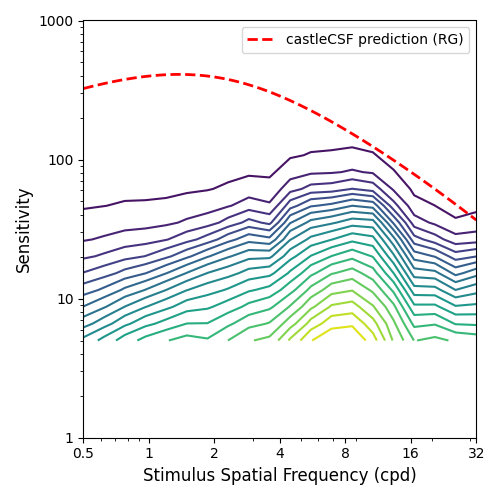 1000
castleCSF prediction (RG)
100
Sensitivity
10
1
0.5 1 2 4 8 16 32
Stimulus Spatial Frequency (cpd)